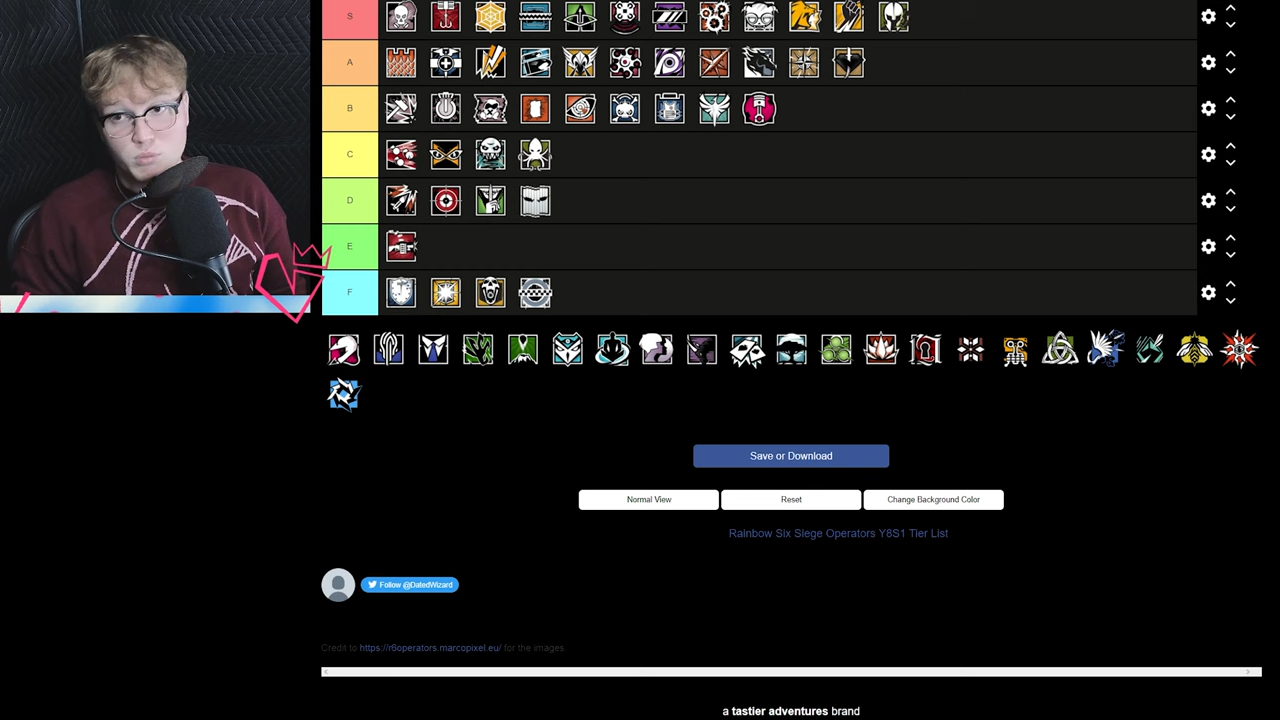 S
A
B
C
D
E
F
Save or Download
Normal View
Reset
Change Background Color
Rainbow Six Siege Operators Y8S1 Tier List
Follow @DatedWizard
Credit to https://r6operators.marcopixel.eu/ for the images.
a tastier adventures brand